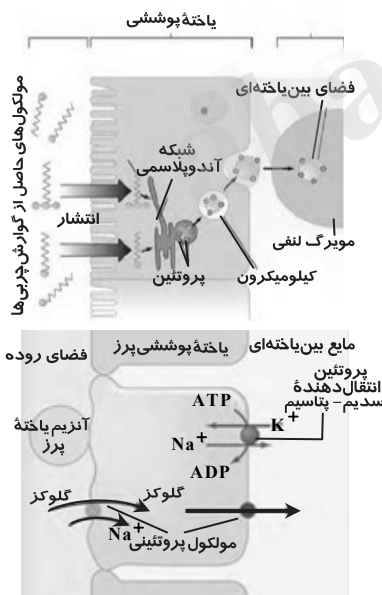 یاختهٔ پوششی
مولکول‌های حاصل از گوارش چربی‌ها
انتشار
شبکه
آندوپلاسمی
پروتئین
کیلومیکرون
فضای بین‌یاخته‌ای
مویرگ لنفی
فضای روده
یاختهٔ پوششی پرز
مایع بین‌یاخته‌ای
آنزیم یاختهٔ
پرز
پروتئین
انتقال‌دهندهٔ
سدیم – پتاسیم
ATP
K+
Na+
ADP
گلوکز
گلوکز
Na+
مولکول پروتئینی